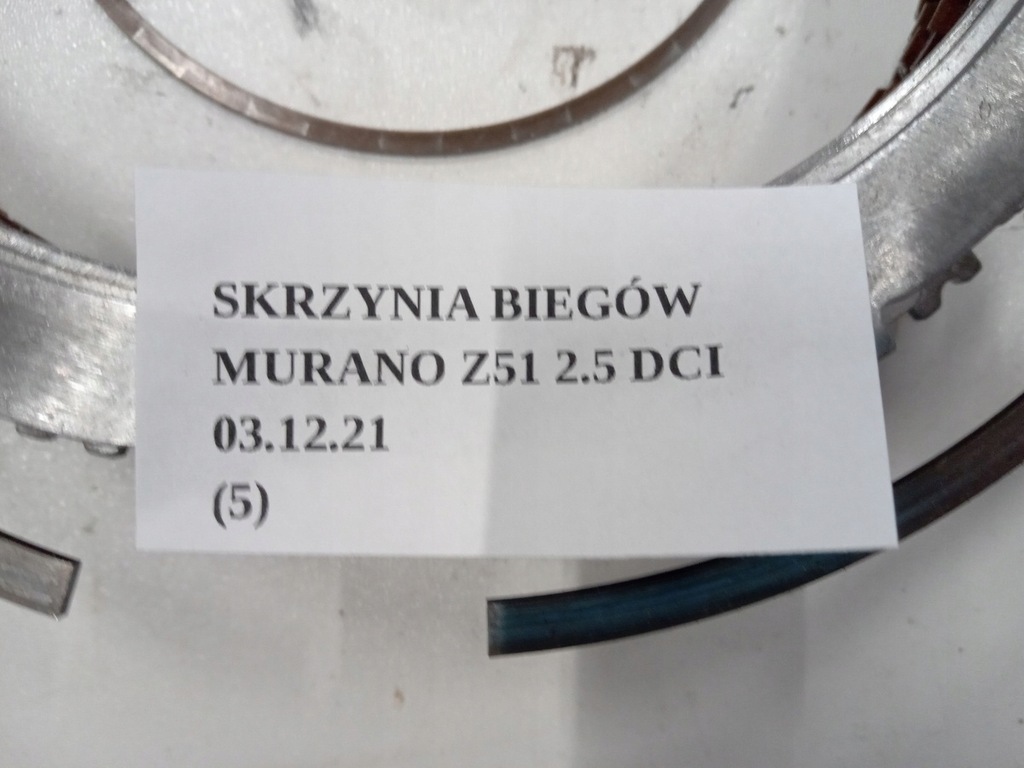 SKRZYNIA BIEGÓW
MURANO Z51 2.5 DCI
03.12.21
(5)